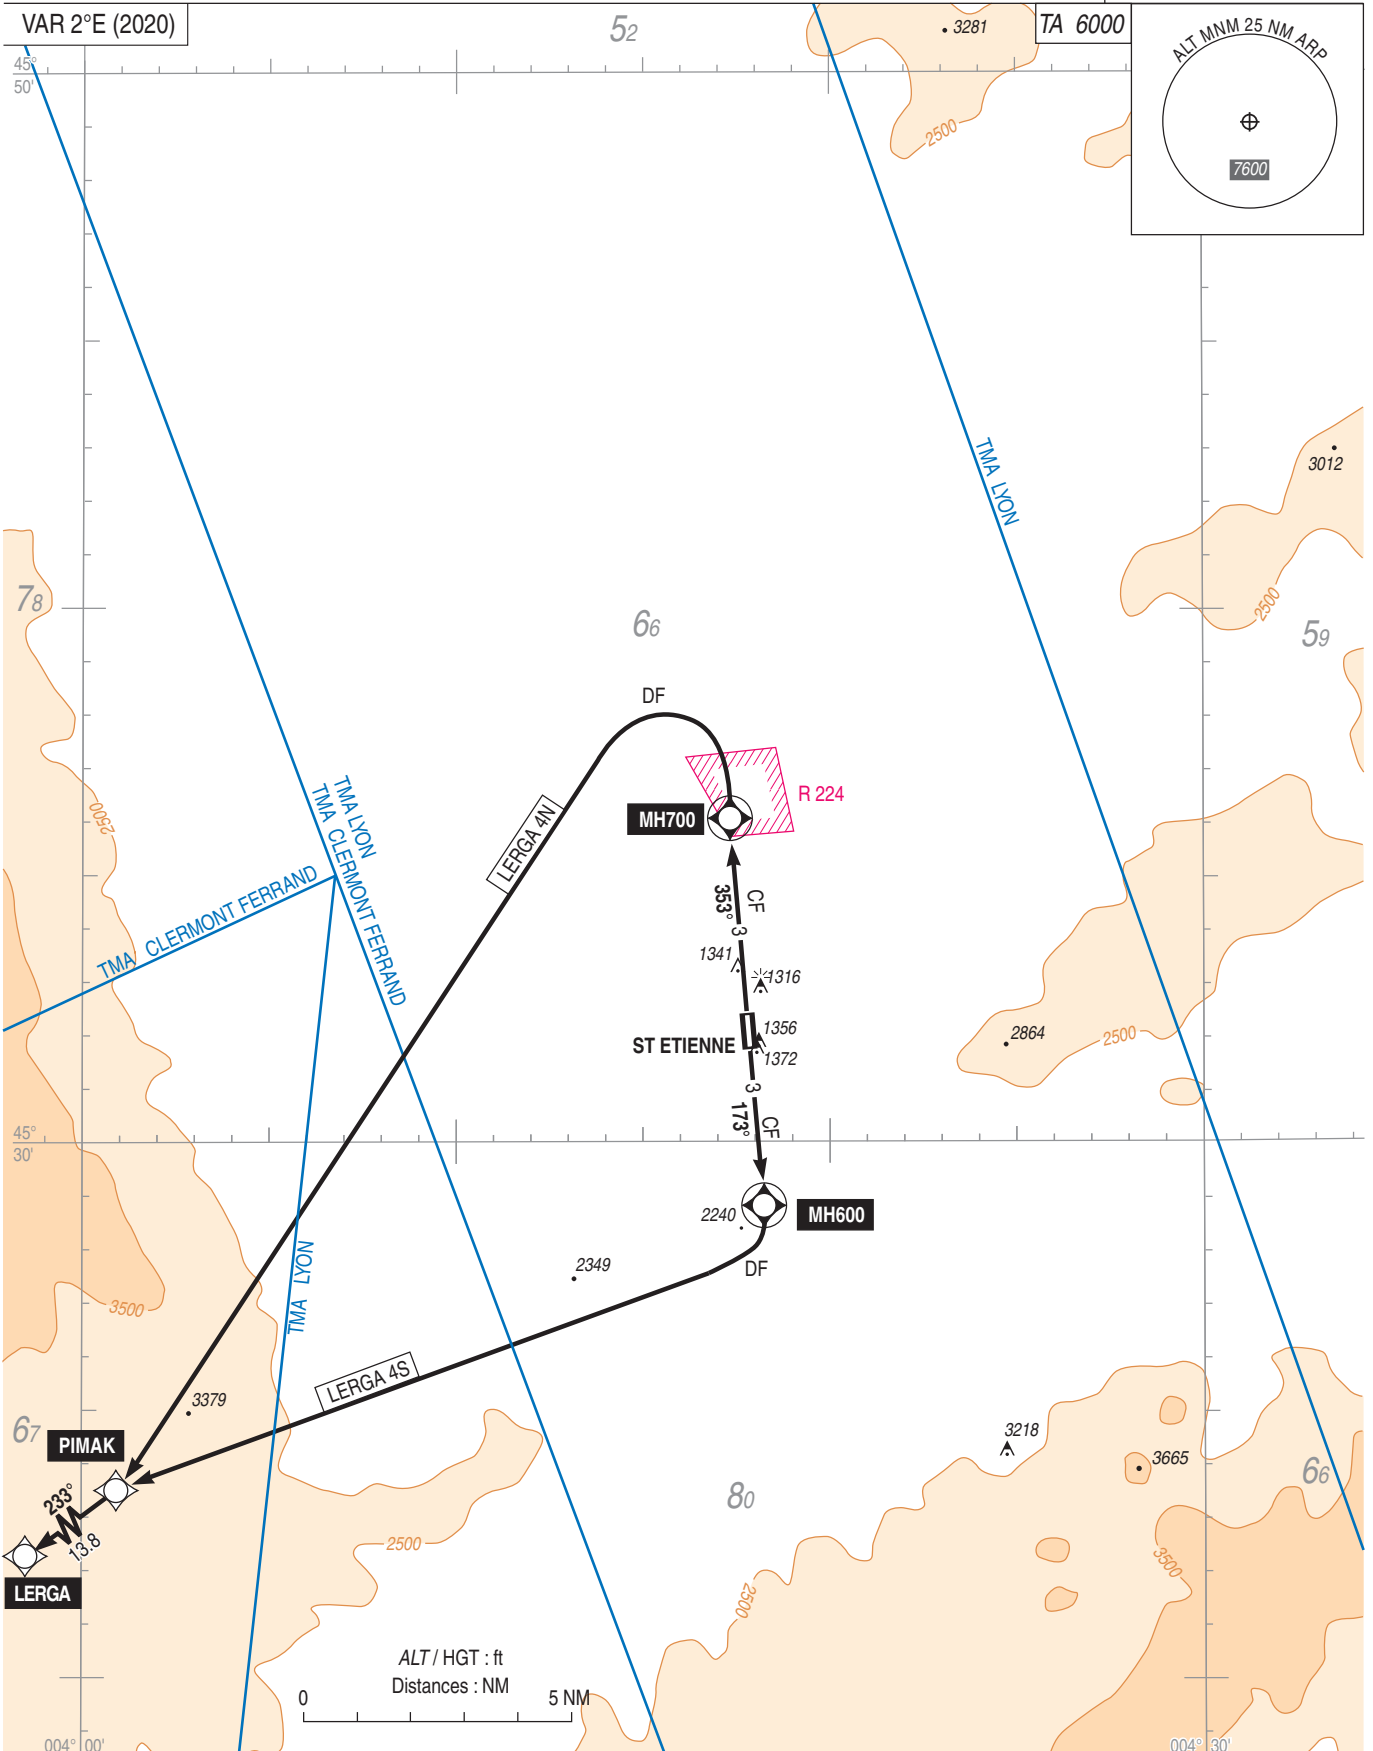 VAR 2°E (2020)
52
3281
TA 6000
ALT MNM 25 NM ARP
7600
45°
50'
2500
TMA LYON
3012
2500
78
66
59
DF
R 224
MH700
LERGA 4N
2500
TMA LYON
TMA CLERMONT FERRAND
TMA CLERMONT FERRAND
353°
CF
3
1341
1316
ST ETIENNE
1356
1372
2864
2500
3
173°
CF
45°
30'
2240
MH600
2349
DF
TMA LYON
3500
LERGA 4S
3379
67
PIMAK
3218
3665
66
233°
13.8
80
2500
3500
LERGA
2500
ALT / HGT : ft
Distances : NM
0
5 NM
004° 00'
004° 30'